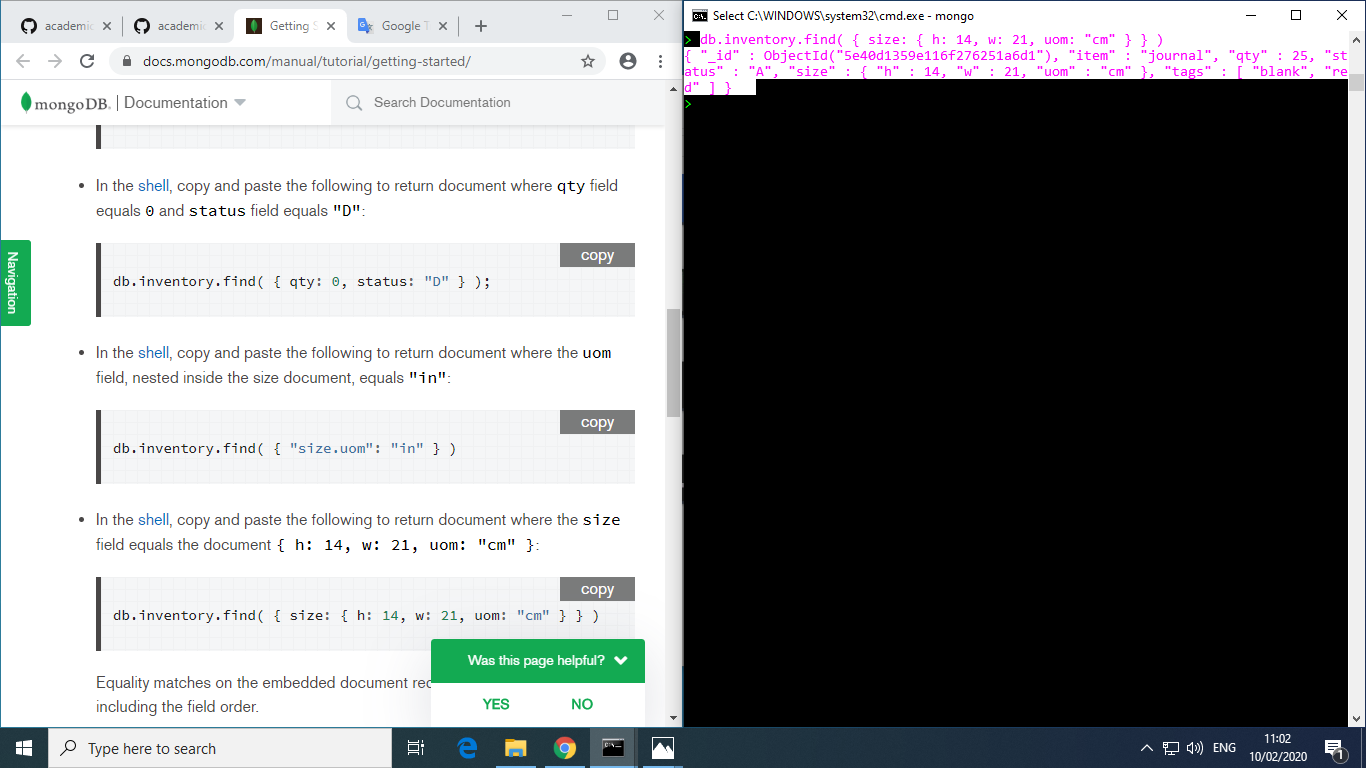 academic
academic
Getting S
Google T
docs.mongodb.com/manual/tutorial/getting-started/
mongoDB. Documentation
Search Documentation
In the shell, copy and paste the following to return document where qty field
equals 0 and status field equals "D":
copy
db.inventory.find( { qty: 0, status: "D" } );
Navigation
In the shell, copy and paste the following to return document where the uom
field, nested inside the size document, equals "in":
copy
db.inventory.find( { "size.uom": "in" } )
In the shell, copy and paste the following to return document where the size
field equals the document { h: 14, w: 21, uom: "cm" }:
copy
db.inventory.find( { size: { h: 14, w: 21, uom: "cm" } } )
Was this page helpful?
YES NO
Equality matches on the embedded document rec
including the field order.
Select C:\WINDOWS\system32\cmd.exe - mongo
> db.inventory.find( { size: { h: 14, w: 21, uom: "cm" } } )
{ "_id" : ObjectId("5e40d1359e116f276251a6d1"), "item" : "journal", "qty" : 25, "st
atus" : "A", "size" : { "h" : 14, "w" : 21, "uom" : "cm" }, "tags" : [ "blank", "re
d" ] }
>
Type here to search
ENG
11:02
10/02/2020
1